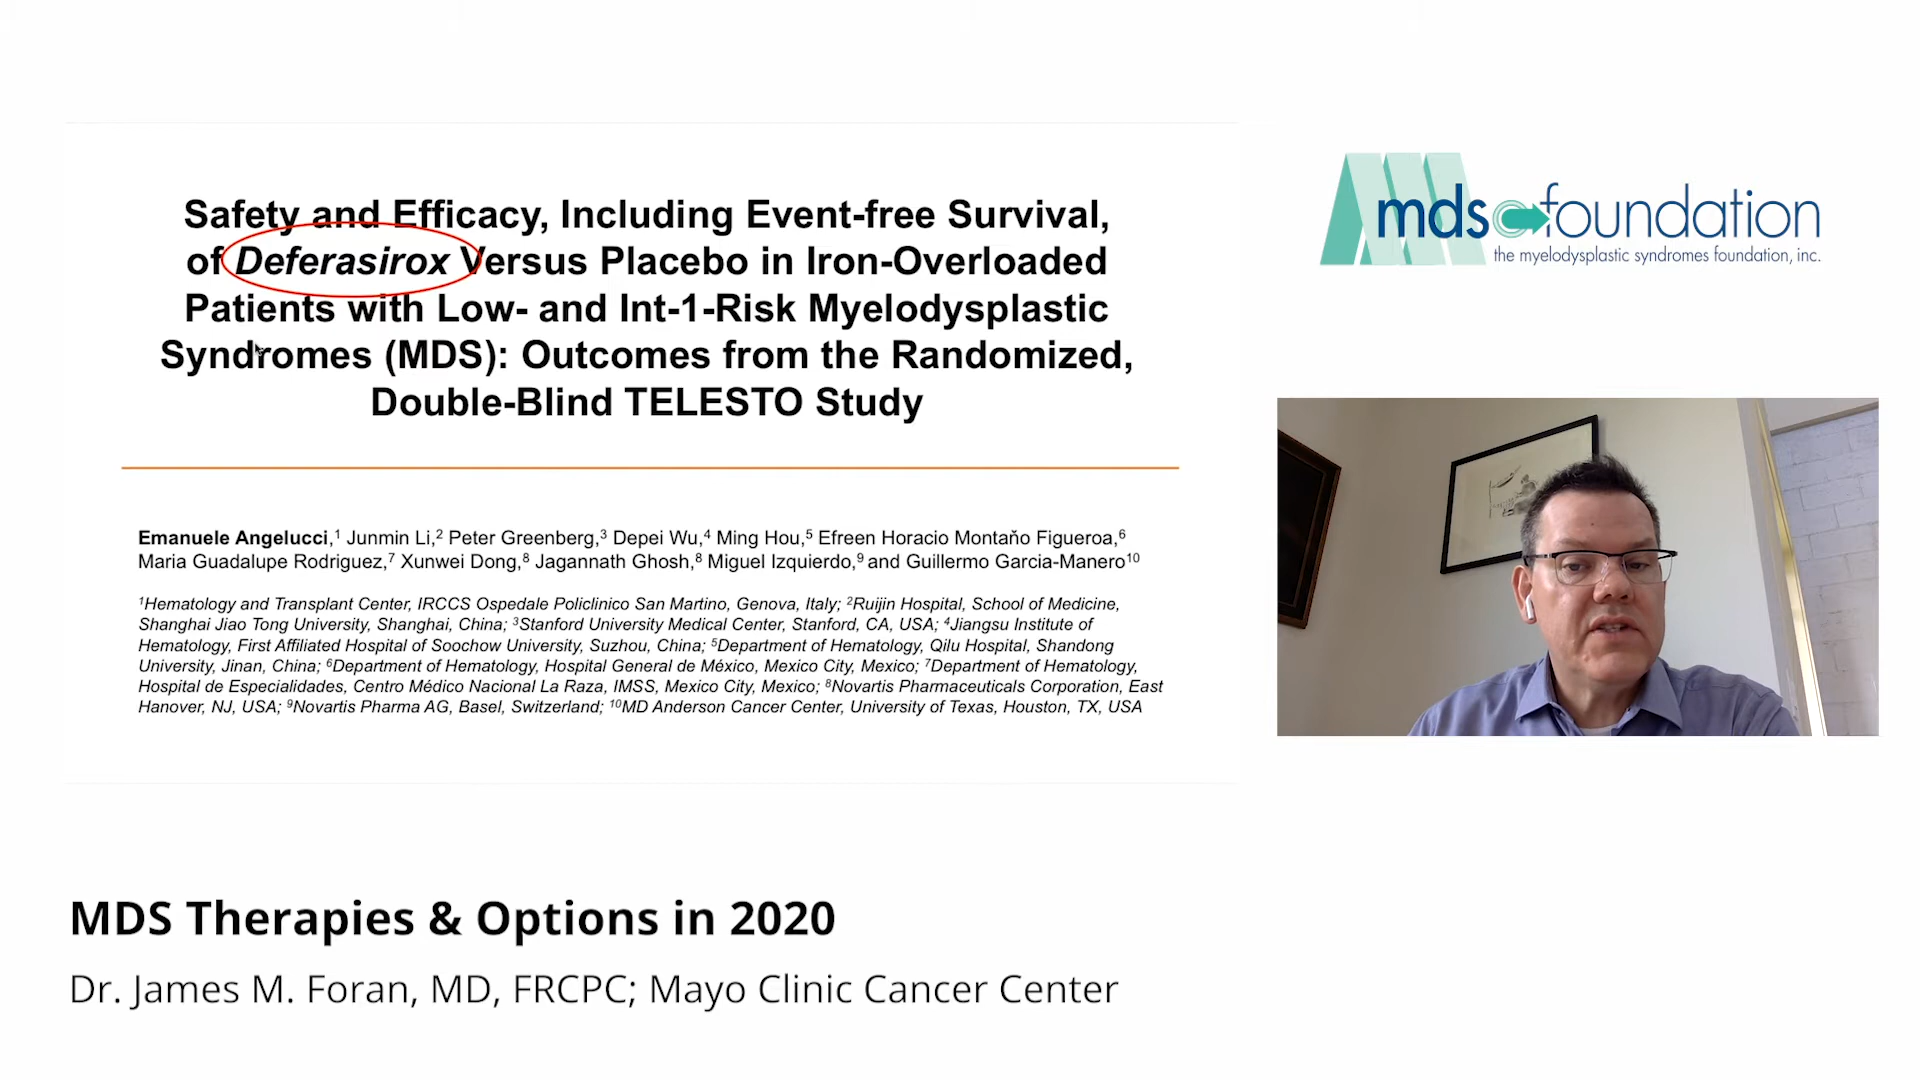 Safety and Efficacy, Including Event-free Survival,
of Deferasirox Versus Placebo in Iron-Overloaded
Patients with Low- and Int-1-Risk Myelodysplastic
Syndromes (MDS): Outcomes from the Randomized,
Double-Blind TELESTO Study
Emanuele Angelucci,¹ Junmin Li,² Peter Greenberg,³ Depei Wu,⁴ Ming Hou,⁵ Efreen Horacio Montaňo Figueroa,⁶
Maria Guadalupe Rodriguez,⁷ Xunwei Dong,⁸ Jagannath Ghosh,⁸ Miguel Izquierdo,⁹ and Guillermo Garcia-Manero¹⁰
¹Hematology and Transplant Center, IRCCS Ospedale Policlinico San Martino, Genova, Italy; ²Ruijin Hospital, School of Medicine,
Shanghai Jiao Tong University, Shanghai, China; ³Stanford University Medical Center, Stanford, CA, USA; ⁴Jiangsu Institute of
Hematology, First Affiliated Hospital of Soochow University, Suzhou, China; ⁵Department of Hematology, Qilu Hospital, Shandong
University, Jinan, China; ⁶Department of Hematology, Hospital General de México, Mexico City, Mexico; ⁷Department of Hematology,
Hospital de Especialidades, Centro Médico Nacional La Raza, IMSS, Mexico City, Mexico; ⁸Novartis Pharmaceuticals Corporation, East
Hanover, NJ, USA; ⁹Novartis Pharma AG, Basel, Switzerland; ¹⁰MD Anderson Cancer Center, University of Texas, Houston, TX, USA
mds foundation
the myelodysplastic syndromes foundation, inc.
MDS Therapies & Options in 2020
Dr. James M. Foran, MD, FRCPC; Mayo Clinic Cancer Center